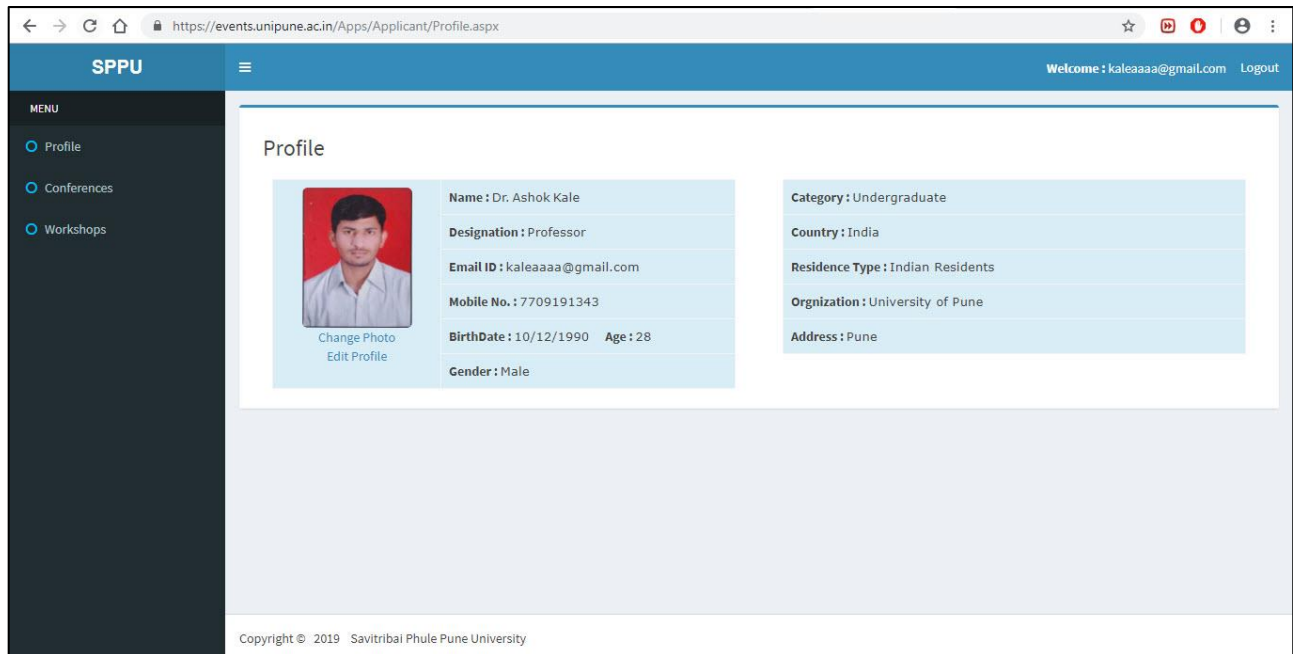 https://events.unipune.ac.in/Apps/Applicant/Profile.aspx
SPPU
Welcome : kaleaaaa@gmail.com Logout
MENU
Profile
Conferences
Workshops
Profile
Change Photo
Edit Profile
Name : Dr. Ashok Kale
Designation : Professor
Email ID : kaleaaaa@gmail.com
Mobile No. : 7709191343
BirthDate : 10/12/1990 Age : 28
Gender : Male
Category : Undergraduate
Country : India
Residence Type : Indian Residents
Orgnization : University of Pune
Address : Pune
Copyright © 2019 Savitribai Phule Pune University